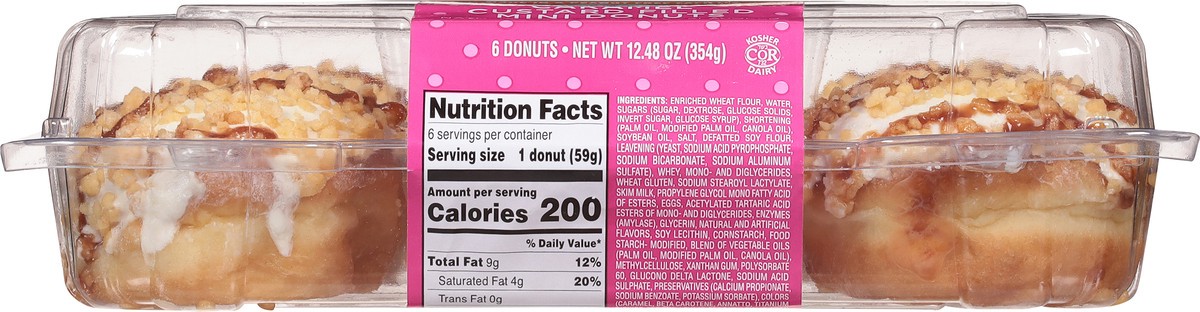 CUSTARD FILLED
MINI DONUTS
6 DONUTS • NET WT 12.48 OZ (354g)
KOSHER
COR
DAIRY
Nutrition Facts
6 servings per container
Serving size 1 donut (59g)
Amount per serving
Calories 200
% Daily Value*
Total Fat 9g 12%
Saturated Fat 4g 20%
Trans Fat 0g
INGREDIENTS: ENRICHED WHEAT FLOUR, WATER,
SUGARS (SUGAR, DEXTROSE, GLUCOSE SOLIDS,
INVERT SUGAR, GLUCOSE SYRUP), SHORTENING
(PALM OIL, MODIFIED PALM OIL, CANOLA OIL),
SOYBEAN OIL, SALT, DEFATTED SOY FLOUR,
LEAVENING (YEAST, SODIUM ACID PYROPHOSPHATE,
SODIUM BICARBONATE, SODIUM ALUMINUM
SULFATE), WHEY, MONO- AND DIGLYCERIDES,
WHEAT GLUTEN, SODIUM STEAROYL LACTYLATE,
SKIM MILK, PROPYLENE GLYCOL MONO FATTY ACID
OF ESTERS, EGGS, ACETYLATED TARTARIC ACID
ESTERS OF MONO- AND DIGLYCERIDES, ENZYMES
(AMYLASE), GLYCERIN, NATURAL AND ARTIFICIAL
FLAVORS, SOY LECITHIN, CORNSTARCH, FOOD
STARCH- MODIFIED, BLEND OF VEGETABLE OILS
(PALM OIL, MODIFIED PALM OIL, CANOLA OIL),
METHYLCELLULOSE, XANTHAN GUM, POLYSORBATE
60, GLUCONO DELTA LACTONE, SODIUM ACID
SULPHATE, PRESERVATIVES (CALCIUM PROPIONATE,
SODIUM BENZOATE, POTASSIUM SORBATE), COLORS
(CARAMEL, BETA CAROTENE, ANNATTO, TITANIUM